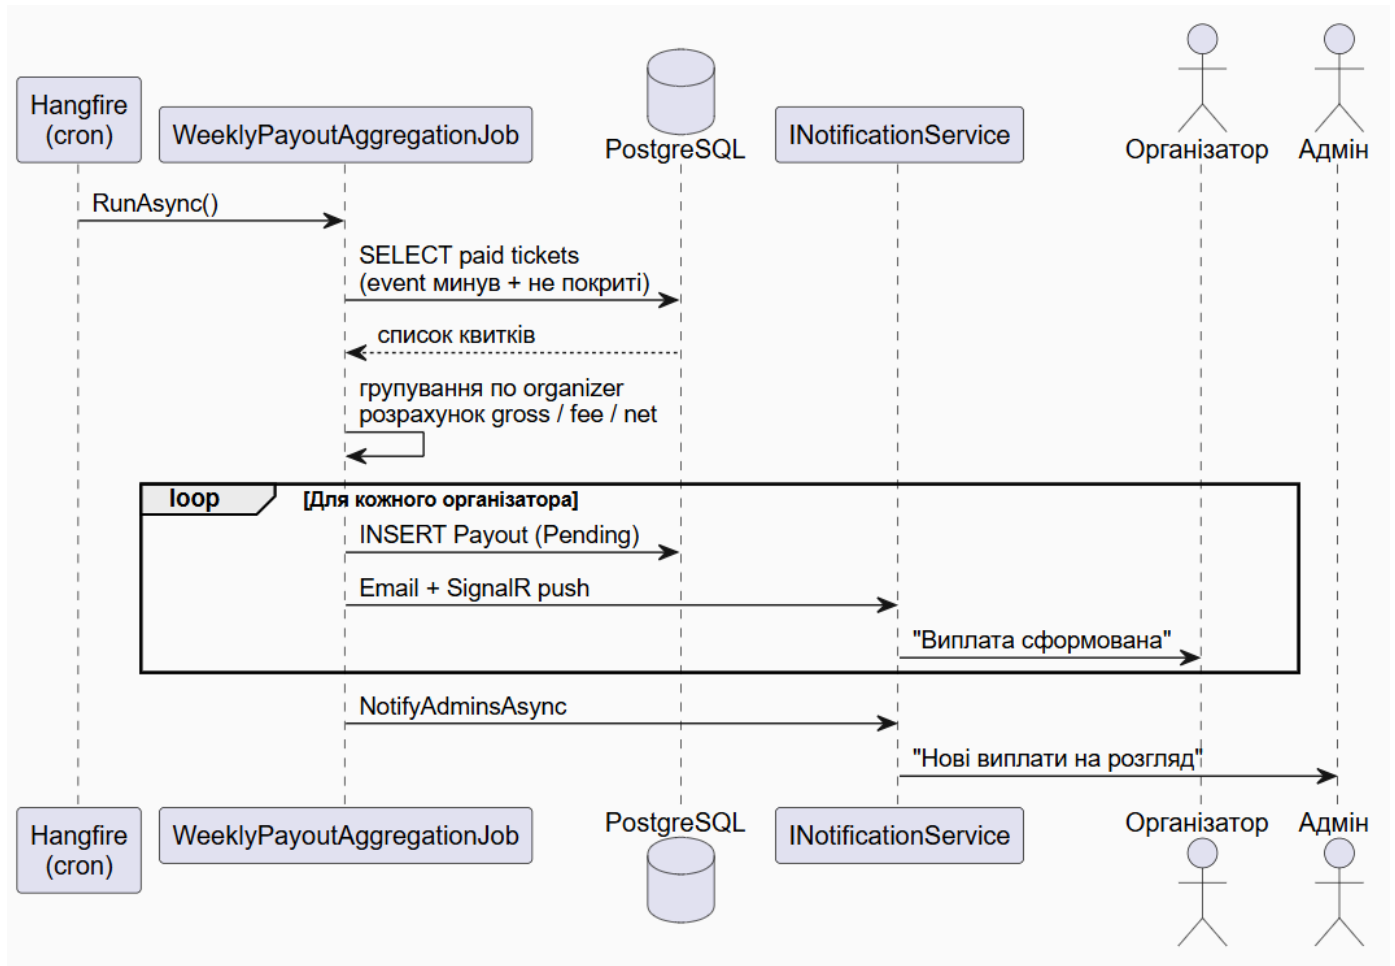 Hangfire
(cron)
WeeklyPayoutAggregationJob
PostgreSQL
INotificationService
Організатор
Адмін
RunAsync()
SELECT paid tickets
(event минув + не покриті)
список квитків
групування по organizer
розрахунок gross / fee / net
loop
[Для кожного організатора]
INSERT Payout (Pending)
Email + SignalR push
"Виплата сформована"
NotifyAdminsAsync
"Нові виплати на розгляд"
Hangfire
(cron)
WeeklyPayoutAggregationJob
PostgreSQL
INotificationService
Організатор
Адмін